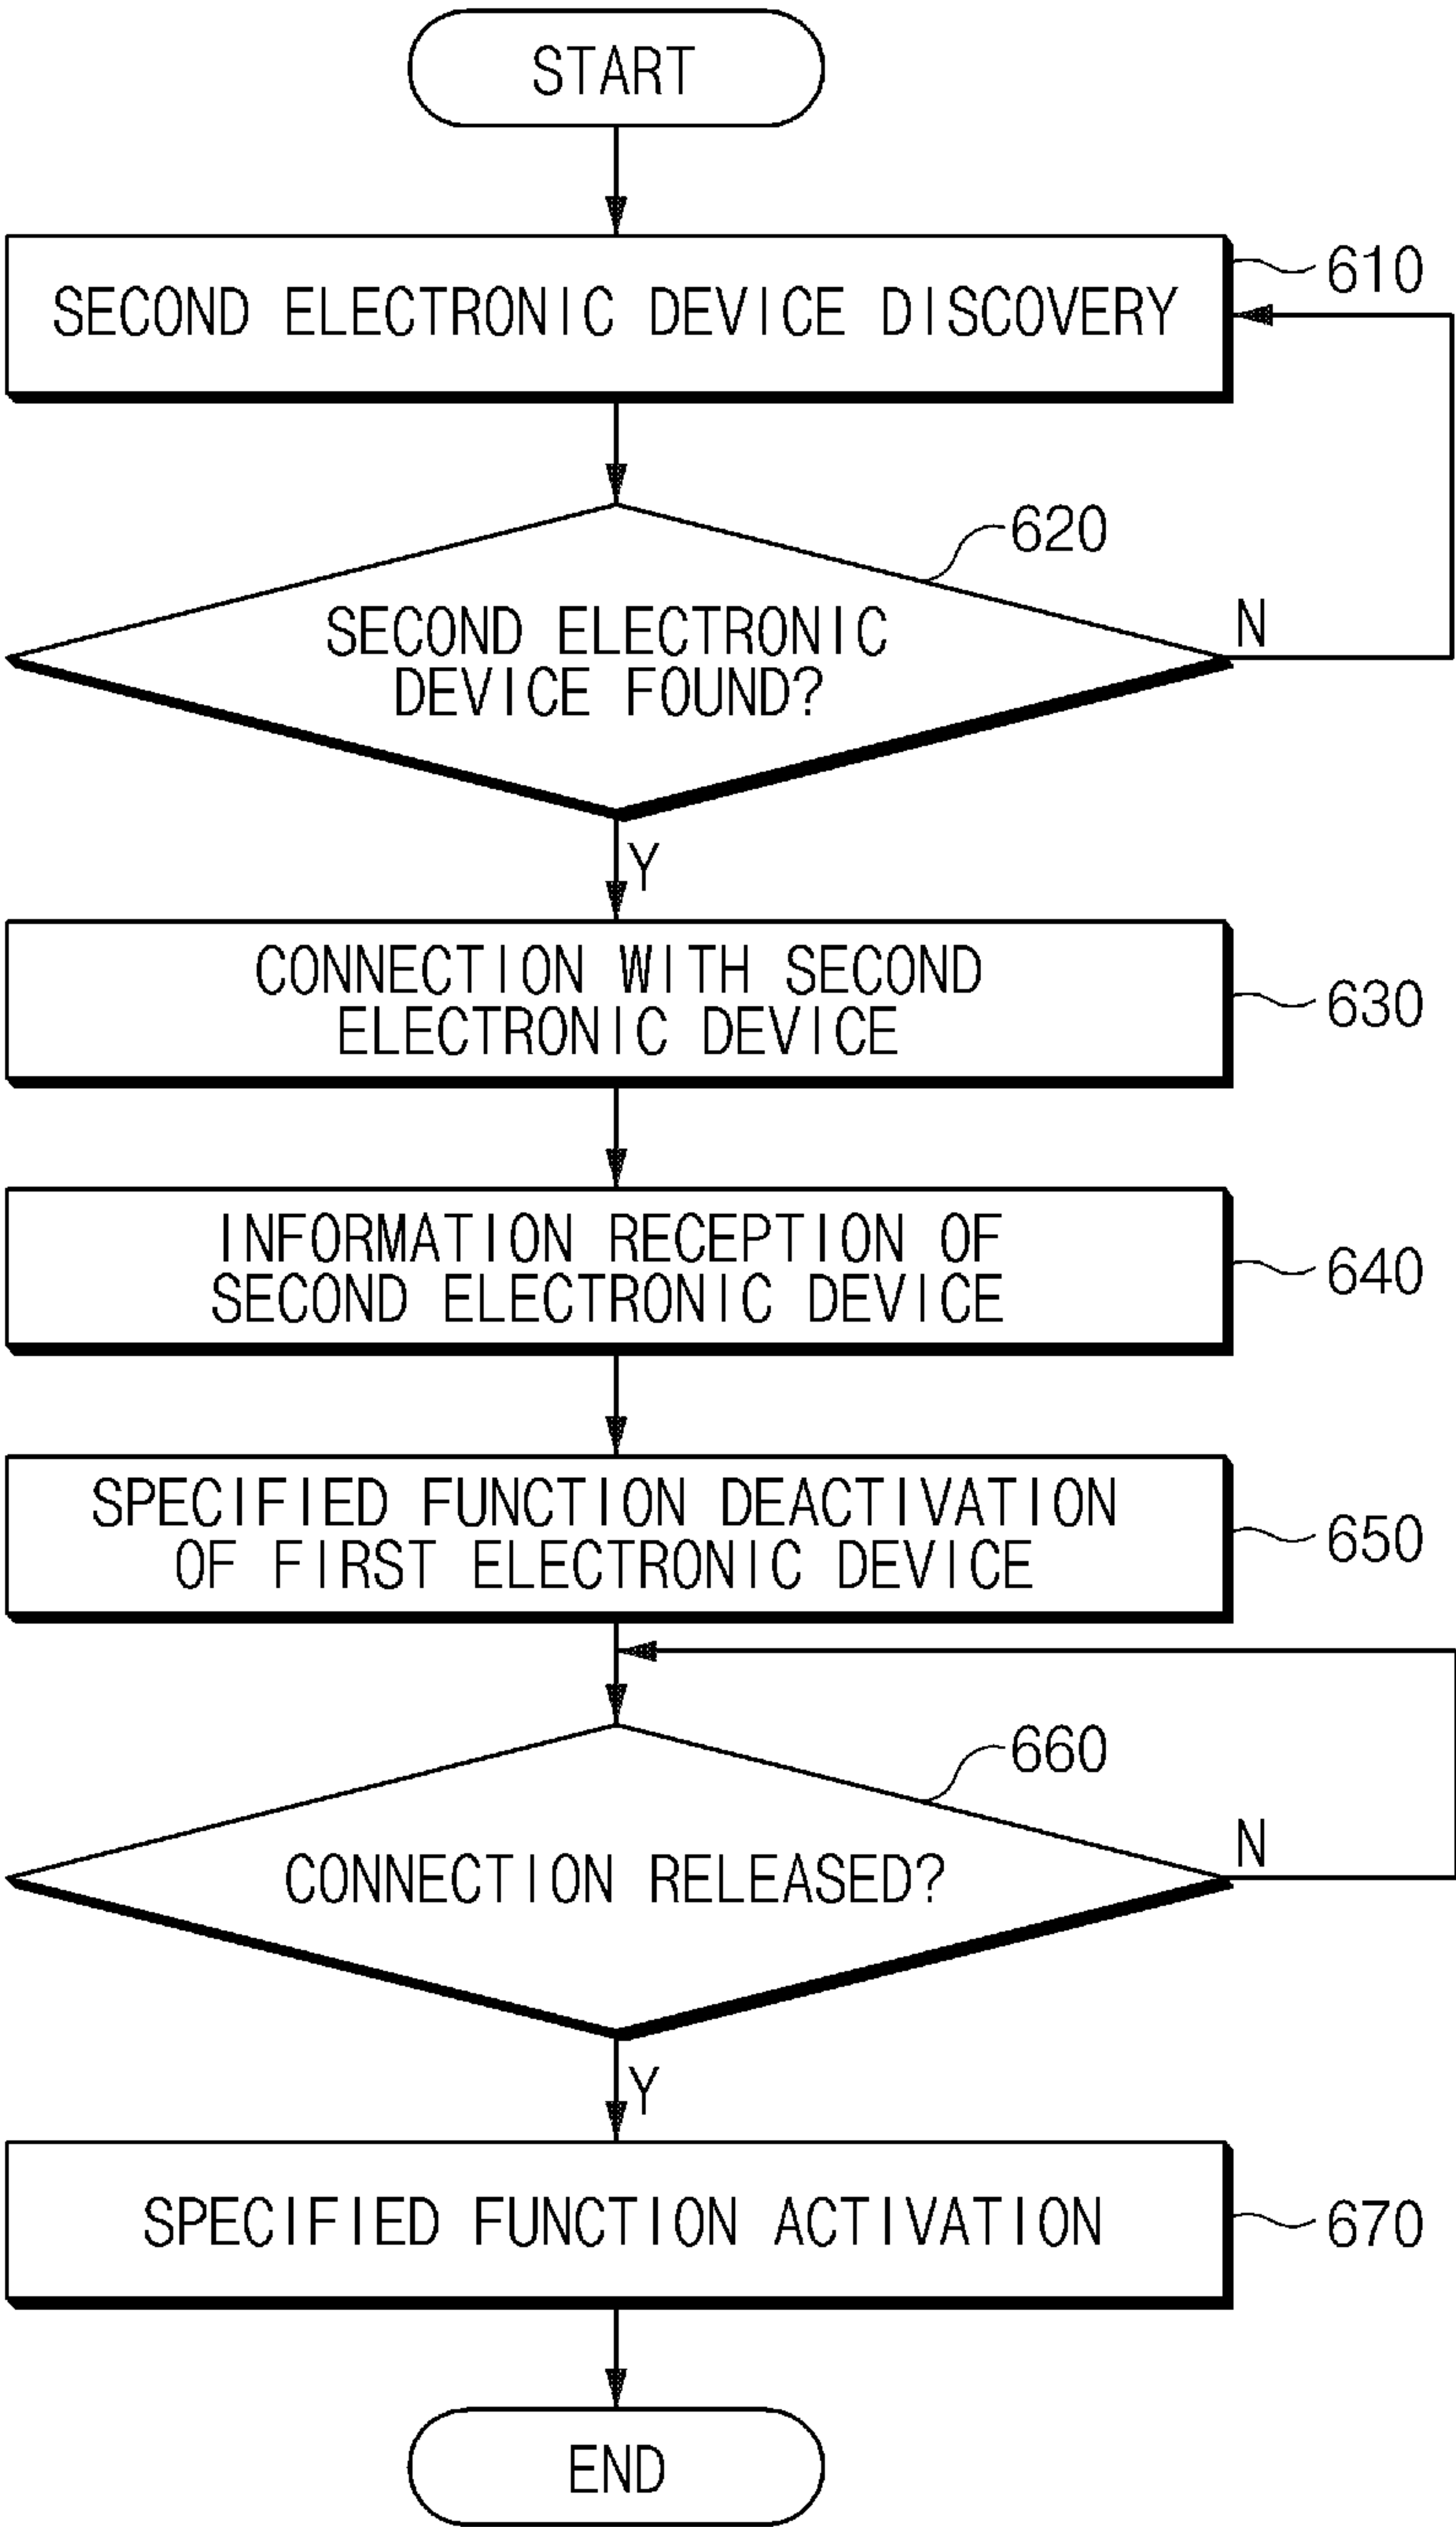 START
SECOND ELECTRONIC DEVICE DISCOVERY
610
620
SECOND ELECTRONIC
DEVICE FOUND?
N
Y
CONNECTION WITH SECOND
ELECTRONIC DEVICE
630
INFORMATION RECEPTION OF
SECOND ELECTRONIC DEVICE
640
SPECIFIED FUNCTION DEACTIVATION
OF FIRST ELECTRONIC DEVICE
650
660
CONNECTION RELEASED?
N
Y
SPECIFIED FUNCTION ACTIVATION
670
END